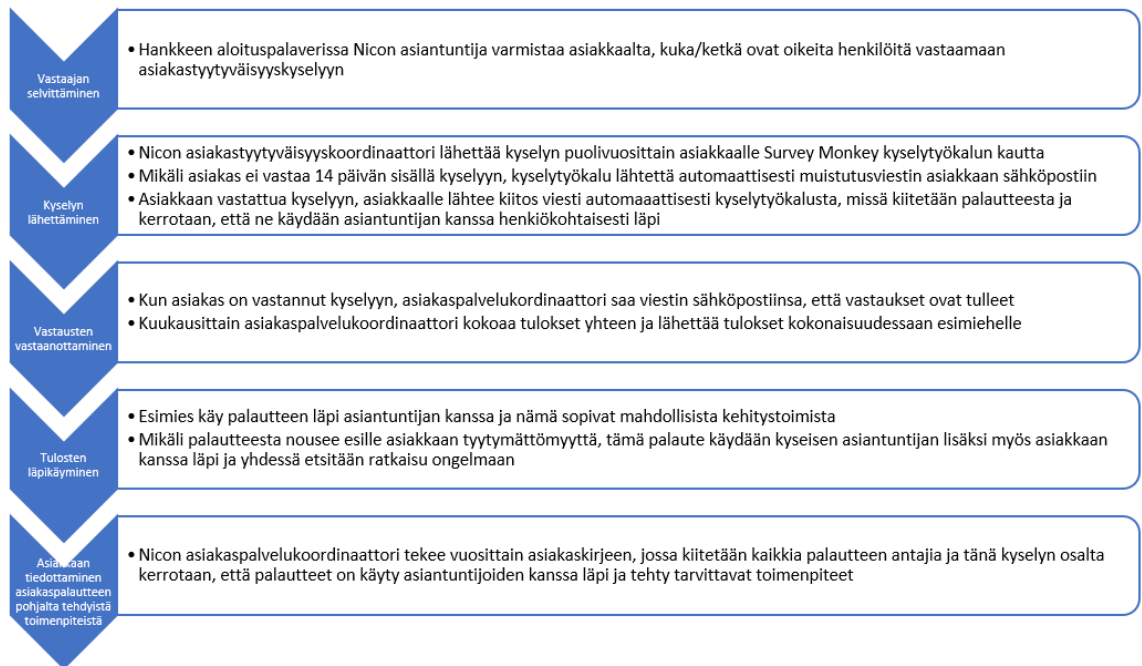 Vastaajan
selvittäminen
• Hankkeen aloituspalaverissa Nicon asiantuntija varmistaa asiakkaalta, kuka/ketkä ovat oikeita henkilöitä vastaamaan
asiakastyytyväisyyskyselyyn
Kyselyn
lähettäminen
• Nicon asiakastyytyväisyyskoordinaattori lähettää kyselyn puolivuosittain asiakkaalle Survey Monkey kyselytyökalun kautta
• Mikäli asiakas ei vastaa 14 päivän sisällä kyselyyn, kyselytyökalu lähtettä automaattisesti muistutusviestin asiakkaan sähköpostiin
• Asiakkaan vastattua kyselyyn, asiakkaalle lähtee kiitos viesti automaaattisesti kyselytyökalusta, missä kiitetään palautteesta ja
kerrotaan, että ne käydään asiantuntijan kanssa henkiökohtaisesti läpi
Vastausten
vastaanottaminen
• Kun asiakas on vastannut kyselyyn, asiakaspalvelukordinaattori saa viestin sähköpostiinsa, että vastaukset ovat tulleet
• Kuukausittain asiakaspalvelukoordinaattori kokoaa tulokset yhteen ja lähettää tulokset kokonaisuudessaan esimiehelle
Tulosten
läpikäyminen
• Esimies käy palautteen läpi asiantuntijan kanssa ja nämä sopivat mahdollisista kehitystoimista
• Mikäli palautteesta nousee esille asiakkaan tyytymättömyyttä, tämä palaute käydään kyseisen asiantuntijan lisäksi myös asiakkaan
kanssa läpi ja yhdessä etsitään ratkaisu ongelmaan
Asiakkaan
tiedottaminen
asiakaspalautteen
pohjalta tehdyistä
toimenpiteistä
• Nicon asiakaspalvelukoordinaattori tekee vuosittain asiakaskirjeen, jossa kiitetään kaikkia palautteen antajia ja tänä kyselyn osalta
kerrotaan, että palautteet on käyty asiantuntijoiden kanssa läpi ja tehty tarvittavat toimenpiteet